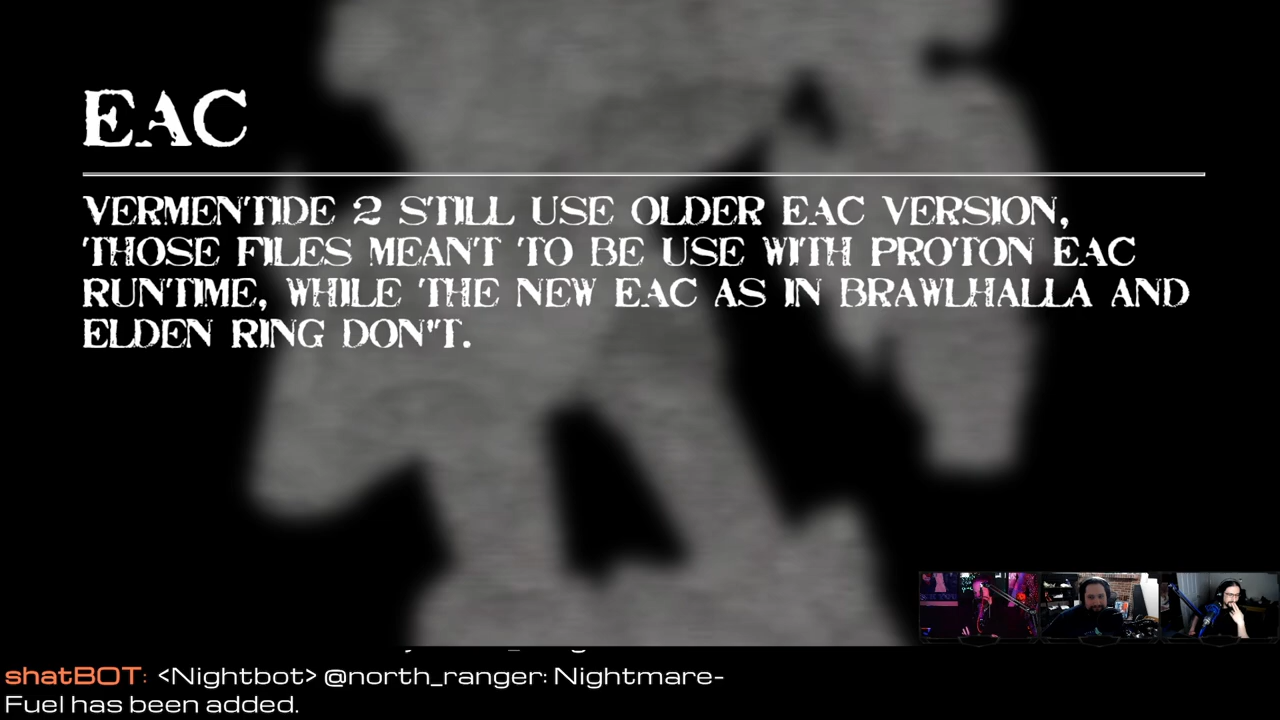 EAC
VERMENTIDE 2 STILL USE OLDER EAC VERSION,
THOSE FILES MEANT TO BE USE WITH PROTON EAC
RUNTIME, WHILE THE NEW EAC AS IN BRAWLHALLA AND
ELDEN RING DON"T.
shatBOT: <Nightbot> @north_ranger: Nightmare-
Fuel has been added.